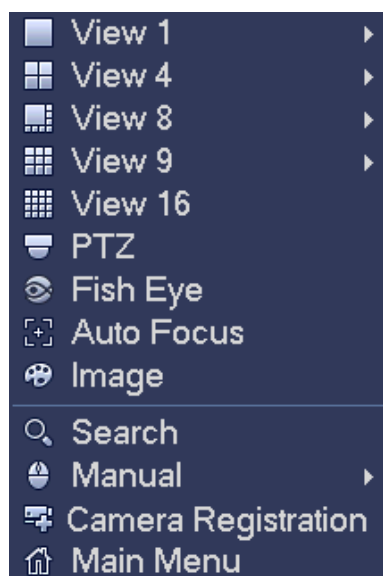 View 1
View 4
View 8
View 9
View 16
PTZ
Fish Eye
Auto Focus
Image
Search
Manual
Camera Registration
Main Menu